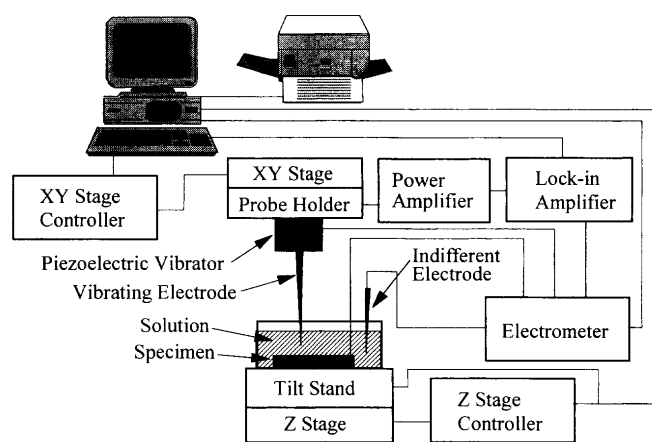 XY Stage
Controller
XY Stage
Probe Holder
Power
Amplifier
Lock-in
Amplifier
Piezoelectric Vibrator
Vibrating Electrode
Indifferent
Electrode
Solution
Specimen
Electrometer
Tilt Stand
Z Stage
Z Stage
Controller